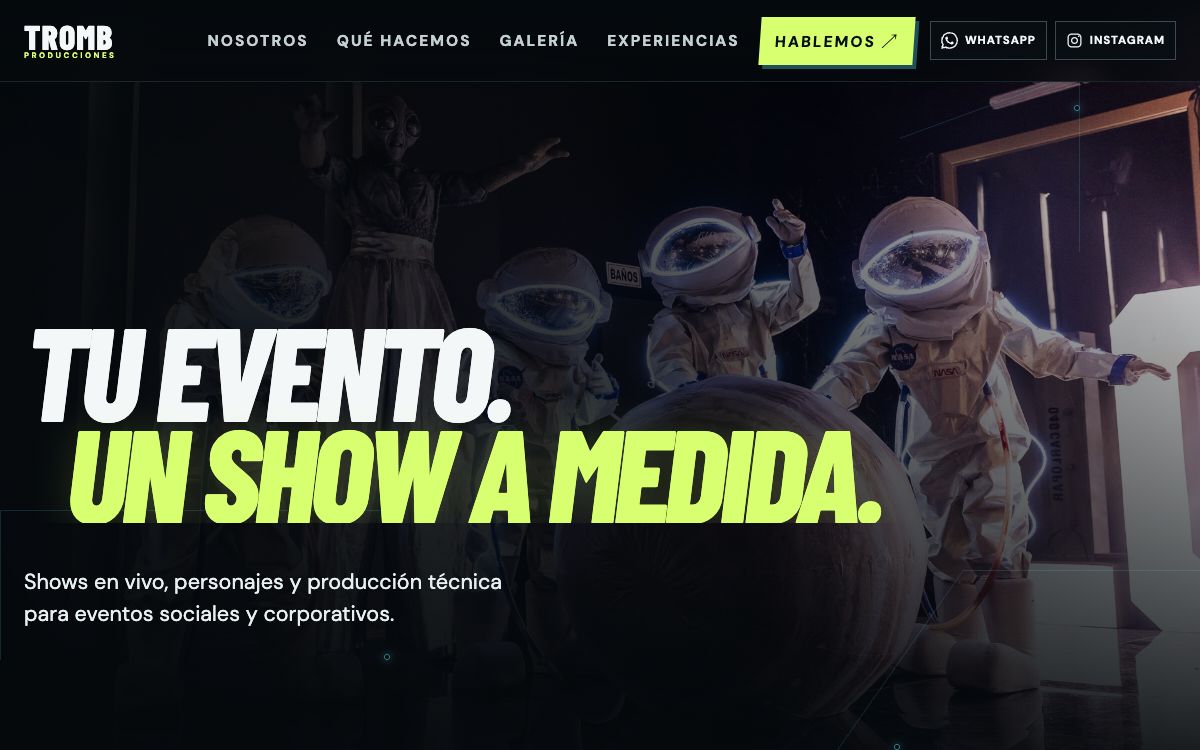 TROMB
PRODUCCIONES
NOSOTROS
QUÉ HACEMOS
GALERÍA
EXPERIENCIAS
HABLEMOS ↗
WHATSAPP
INSTAGRAM
BAÑOS
NASA
NASA
TU EVENTO.
UN SHOW A MEDIDA.
Shows en vivo, personajes y producción técnica
para eventos sociales y corporativos.